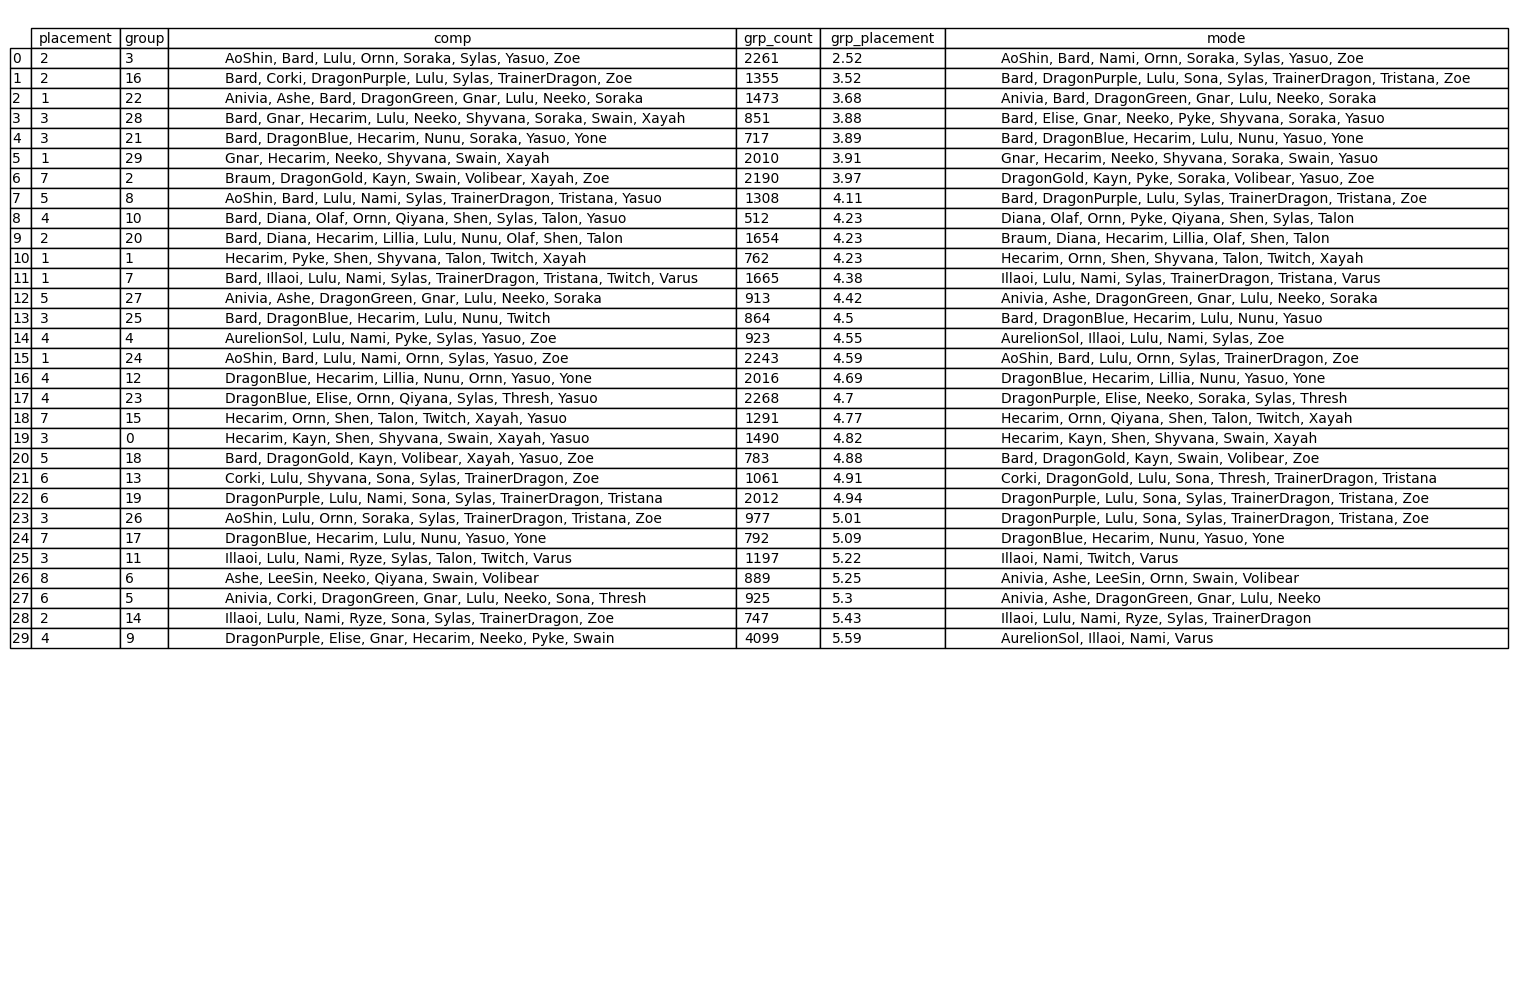 placement group comp grp_count grp_placement mode
0 2 3 AoShin, Bard, Lulu, Ornn, Soraka, Sylas, Yasuo, Zoe 2261 2.52 AoShin, Bard, Nami, Ornn, Soraka, Sylas, Yasuo, Zoe
1 2 16 Bard, Corki, DragonPurple, Lulu, Sylas, TrainerDragon, Zoe 1355 3.52 Bard, DragonPurple, Lulu, Sona, Sylas, TrainerDragon, Tristana, Zoe
2 1 22 Anivia, Ashe, Bard, DragonGreen, Gnar, Lulu, Neeko, Soraka 1473 3.68 Anivia, Bard, DragonGreen, Gnar, Lulu, Neeko, Soraka
3 3 28 Bard, Gnar, Hecarim, Lulu, Neeko, Shyvana, Soraka, Swain, Xayah 851 3.88 Bard, Elise, Gnar, Neeko, Pyke, Shyvana, Soraka, Yasuo
4 3 21 Bard, DragonBlue, Hecarim, Nunu, Soraka, Yasuo, Yone 717 3.89 Bard, DragonBlue, Hecarim, Lulu, Nunu, Yasuo, Yone
5 1 29 Gnar, Hecarim, Neeko, Shyvana, Swain, Xayah 2010 3.91 Gnar, Hecarim, Neeko, Shyvana, Soraka, Swain, Yasuo
6 7 2 Braum, DragonGold, Kayn, Swain, Volibear, Xayah, Zoe 2190 3.97 DragonGold, Kayn, Pyke, Soraka, Volibear, Yasuo, Zoe
7 5 8 AoShin, Bard, Lulu, Nami, Sylas, TrainerDragon, Tristana, Yasuo 1308 4.11 Bard, DragonPurple, Lulu, Sylas, TrainerDragon, Tristana, Zoe
8 4 10 Bard, Diana, Olaf, Ornn, Qiyana, Shen, Sylas, Talon, Yasuo 512 4.23 Diana, Olaf, Ornn, Pyke, Qiyana, Shen, Sylas, Talon
9 2 20 Bard, Diana, Hecarim, Lillia, Lulu, Nunu, Olaf, Shen, Talon 1654 4.23 Braum, Diana, Hecarim, Lillia, Olaf, Shen, Talon
10 1 1 Hecarim, Pyke, Shen, Shyvana, Talon, Twitch, Xayah 762 4.23 Hecarim, Ornn, Shen, Shyvana, Talon, Twitch, Xayah
11 1 7 Bard, Illaoi, Lulu, Nami, Sylas, TrainerDragon, Tristana, Twitch, Varus 1665 4.38 Illaoi, Lulu, Nami, Sylas, TrainerDragon, Tristana, Varus
12 5 27 Anivia, Ashe, DragonGreen, Gnar, Lulu, Neeko, Soraka 913 4.42 Anivia, Ashe, DragonGreen, Gnar, Lulu, Neeko, Soraka
13 3 25 Bard, DragonBlue, Hecarim, Lulu, Nunu, Twitch 864 4.5 Bard, DragonBlue, Hecarim, Lulu, Nunu, Yasuo
14 4 4 AurelionSol, Lulu, Nami, Pyke, Sylas, Yasuo, Zoe 923 4.55 AurelionSol, Illaoi, Lulu, Nami, Sylas, Zoe
15 1 24 AoShin, Bard, Lulu, Nami, Ornn, Sylas, Yasuo, Zoe 2243 4.59 AoShin, Bard, Lulu, Ornn, Sylas, TrainerDragon, Zoe
16 4 12 DragonBlue, Hecarim, Lillia, Nunu, Ornn, Yasuo, Yone 2016 4.69 DragonBlue, Hecarim, Lillia, Nunu, Yasuo, Yone
17 4 23 DragonBlue, Elise, Ornn, Qiyana, Sylas, Thresh, Yasuo 2268 4.7 DragonPurple, Elise, Neeko, Soraka, Sylas, Thresh
18 7 15 Hecarim, Ornn, Shen, Talon, Twitch, Xayah, Yasuo 1291 4.77 Hecarim, Ornn, Qiyana, Shen, Talon, Twitch, Xayah
19 3 0 Hecarim, Kayn, Shen, Shyvana, Swain, Xayah, Yasuo 1490 4.82 Hecarim, Kayn, Shen, Shyvana, Swain, Xayah
20 5 18 Bard, DragonGold, Kayn, Volibear, Xayah, Yasuo, Zoe 783 4.88 Bard, DragonGold, Kayn, Swain, Volibear, Zoe
21 6 13 Corki, Lulu, Shyvana, Sona, Sylas, TrainerDragon, Zoe 1061 4.91 Corki, DragonGold, Lulu, Sona, Thresh, TrainerDragon, Tristana
22 6 19 DragonPurple, Lulu, Nami, Sona, Sylas, TrainerDragon, Tristana 2012 4.94 DragonPurple, Lulu, Sona, Sylas, TrainerDragon, Tristana, Zoe
23 3 26 AoShin, Lulu, Ornn, Soraka, Sylas, TrainerDragon, Tristana, Zoe 977 5.01 DragonPurple, Lulu, Sona, Sylas, TrainerDragon, Tristana, Zoe
24 7 17 DragonBlue, Hecarim, Lulu, Nunu, Yasuo, Yone 792 5.09 DragonBlue, Hecarim, Nunu, Yasuo, Yone
25 3 11 Illaoi, Lulu, Nami, Ryze, Sylas, Talon, Twitch, Varus 1197 5.22 Illaoi, Nami, Twitch, Varus
26 8 6 Ashe, LeeSin, Neeko, Qiyana, Swain, Volibear 889 5.25 Anivia, Ashe, LeeSin, Ornn, Swain, Volibear
27 6 5 Anivia, Corki, DragonGreen, Gnar, Lulu, Neeko, Sona, Thresh 925 5.3 Anivia, Ashe, DragonGreen, Gnar, Lulu, Neeko
28 2 14 Illaoi, Lulu, Nami, Ryze, Sona, Sylas, TrainerDragon, Zoe 747 5.43 Illaoi, Lulu, Nami, Ryze, Sylas, TrainerDragon
29 4 9 DragonPurple, Elise, Gnar, Hecarim, Neeko, Pyke, Swain 4099 5.59 AurelionSol, Illaoi, Nami, Varus